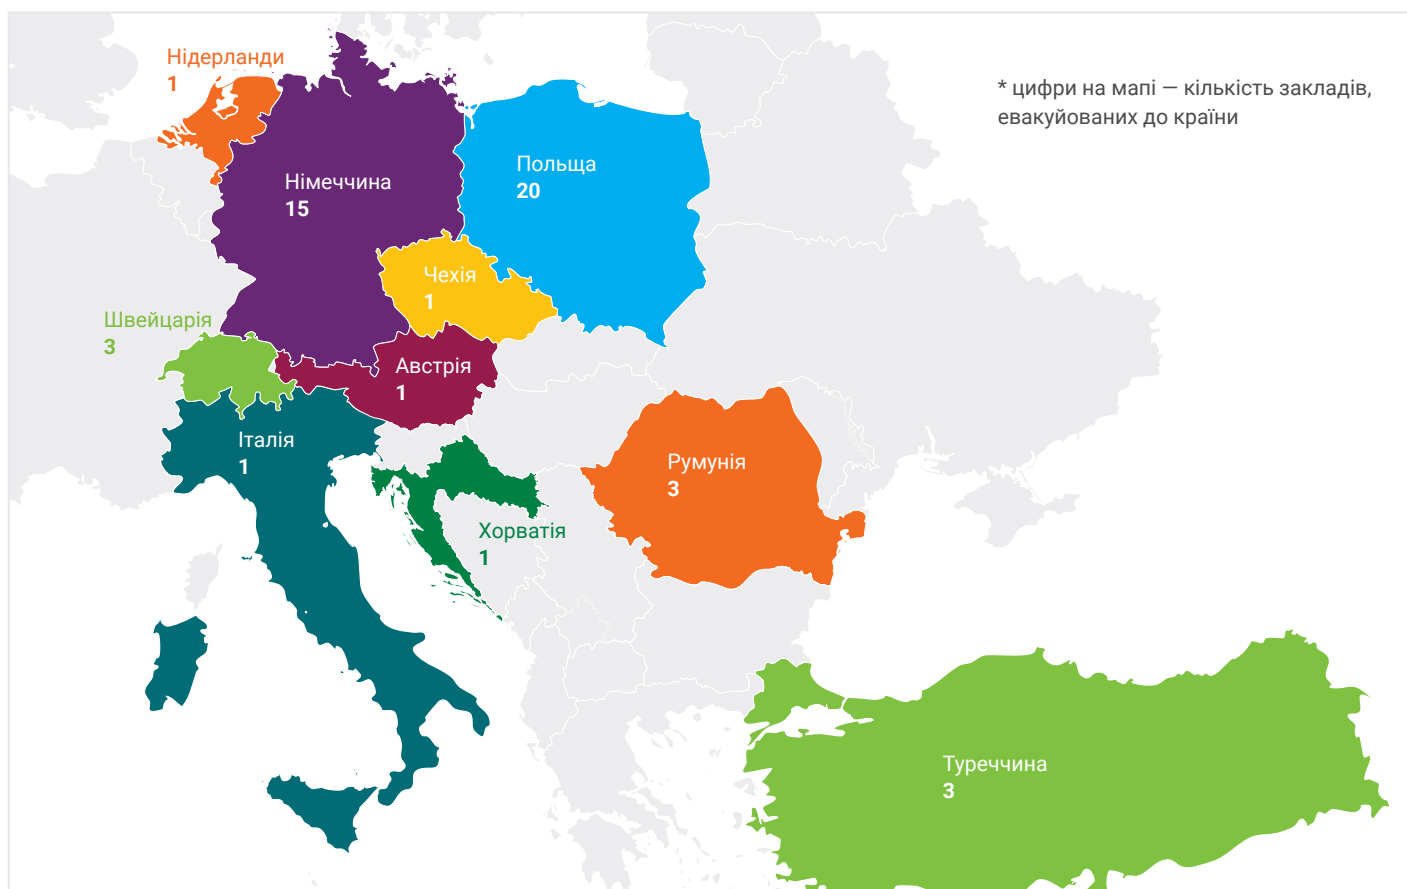 Нідерланди
1
* цифри на мапі — кількість закладів,
евакуйованих до країни
Німеччина
15
Польща
20
Чехія
1
Швейцарія
3
Австрія
1
Італія
1
Румунія
3
Хорватія
1
Туреччина
3